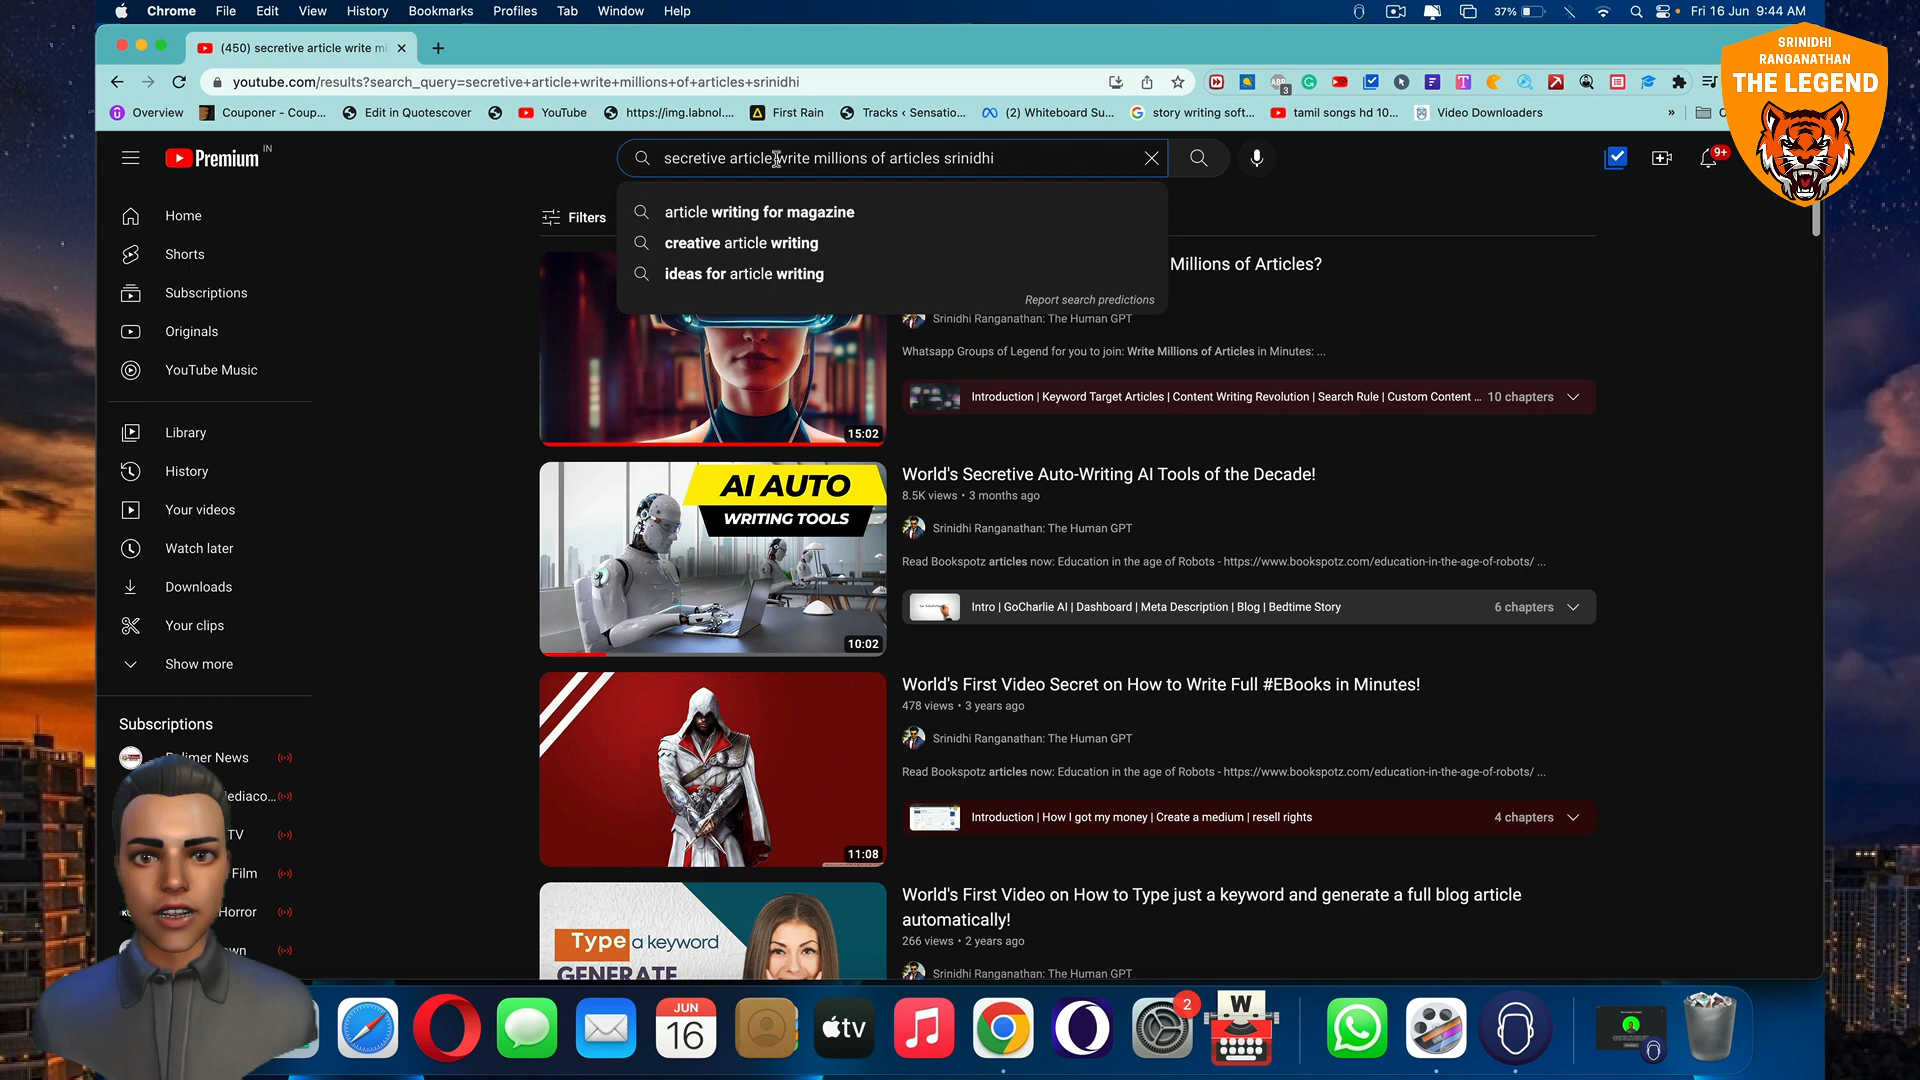 Chrome File Edit View History Bookmarks Profiles Tab Window Help
37% Fri 16 Jun 9:44 AM
SRINIDHI
RANGANATHAN
THE LEGEND
(450) secretive article write mi
youtube.com/results?search_query=secretive+article+write+millions+of+articles+srinidhi
ABP 3
Overview Couponer - Coup... Edit in Quotescover YouTube https://img.labnol.... First Rain Tracks ‹ Sensatio... (2) Whiteboard Su... story writing soft... tamil songs hd 10... Video Downloaders »
Premium IN
secretive article write millions of articles srinidhi
9+
article writing for magazine
creative article writing
ideas for article writing
Report search predictions
Home
Shorts
Subscriptions
Originals
YouTube Music
Library
History
Your videos
Watch later
Downloads
Your clips
Show more
Subscriptions
News
ediaco...
TV
Film
Horror
wn
Filters
Millions of Articles?
Srinidhi Ranganathan: The Human GPT
Whatsapp Groups of Legend for you to join: Write Millions of Articles in Minutes: ...
Introduction | Keyword Target Articles | Content Writing Revolution | Search Rule | Custom Content ... 10 chapters
15:02
AI AUTO
WRITING TOOLS
10:02
World's Secretive Auto-Writing AI Tools of the Decade!
8.5K views • 3 months ago
Srinidhi Ranganathan: The Human GPT
Read Bookspotz articles now: Education in the age of Robots - https://www.bookspotz.com/education-in-the-age-of-robots/ ...
Intro | GoCharlie AI | Dashboard | Meta Description | Blog | Bedtime Story 6 chapters
11:08
World's First Video Secret on How to Write Full #EBooks in Minutes!
478 views • 3 years ago
Srinidhi Ranganathan: The Human GPT
Read Bookspotz articles now: Education in the age of Robots - https://www.bookspotz.com/education-in-the-age-of-robots/ ...
Introduction | How I got my money | Create a medium | resell rights 4 chapters
Type a keyword
GENERATE
World's First Video on How to Type just a keyword and generate a full blog article
automatically!
266 views • 2 years ago
Srinidhi Ranganathan: The Human GPT
JUN
16
tv
2
W